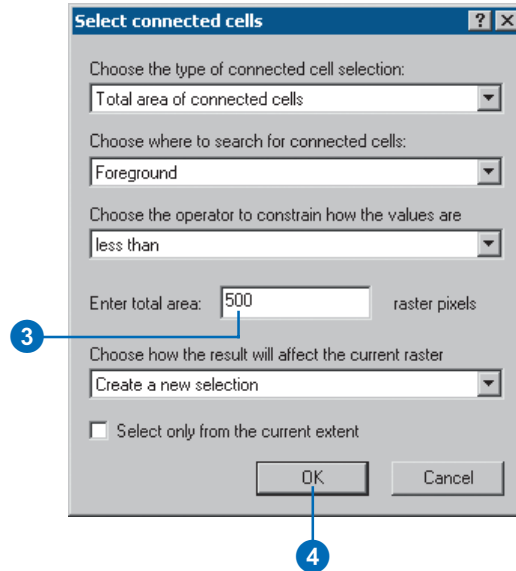 Select connected cells ? X
Choose the type of connected cell selection:
Total area of connected cells
Choose where to search for connected cells:
Foreground
Choose the operator to constrain how the values are
less than
Enter total area: 500 raster pixels
3
Choose how the result will affect the current raster
Create a new selection
Select only from the current extent
OK Cancel
4